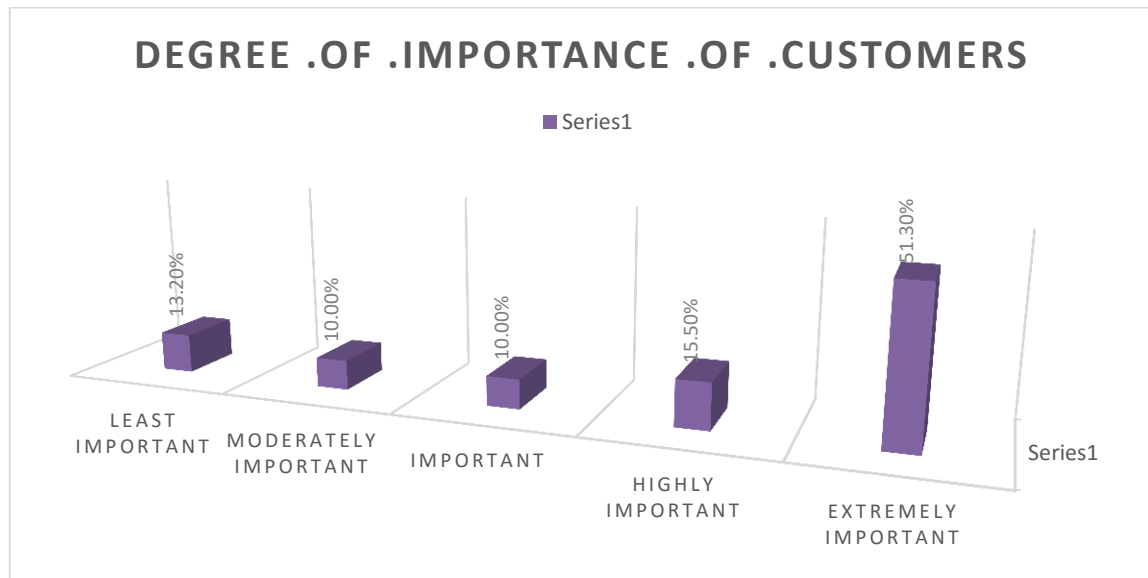 DEGREE .OF .IMPORTANCE .OF .CUSTOMERS
Series1
13.20%
10.00%
10.00%
15.50%
51.30%
LEAST
IMPORTANT
MODERATELY
IMPORTANT
IMPORTANT
HIGHLY
IMPORTANT
EXTREMELY
IMPORTANT
Series1